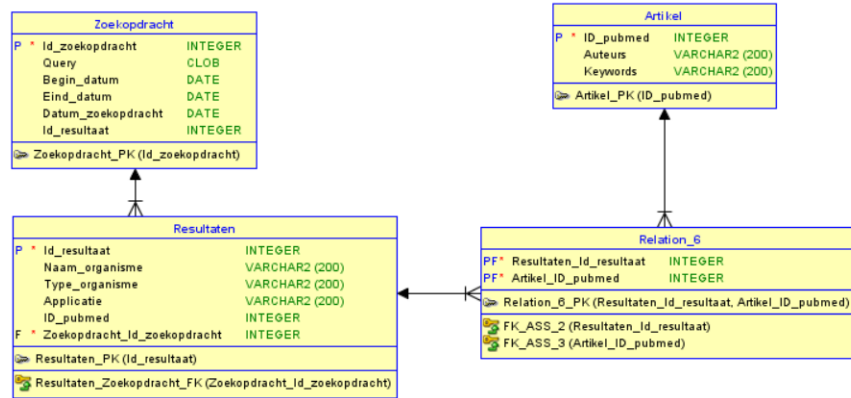 Zoekopdracht
P * Id_zoekopdracht INTEGER
Query CLOB
Begin_datum DATE
Eind_datum DATE
Datum_zoekopdracht DATE
Id_resultaat INTEGER
Zoekopdracht_PK (Id_zoekopdracht)
Artikel
P * ID_pubmed INTEGER
Auteurs VARCHAR2 (200)
Keywords VARCHAR2 (200)
Artikel_PK (ID_pubmed)
Resultaten
P * Id_resultaat INTEGER
Naam_organisme VARCHAR2 (200)
Type_organisme VARCHAR2 (200)
Applicatie VARCHAR2 (200)
ID_pubmed INTEGER
F * Zoekopdracht_Id_zoekopdracht INTEGER
Resultaten_PK (Id_resultaat)
Resultaten_Zoekopdracht_FK (Zoekopdracht_Id_zoekopdracht)
Relation_6
PF* Resultaten_Id_resultaat INTEGER
PF* Artikel_ID_pubmed INTEGER
Relation_6_PK (Resultaten_Id_resultaat, Artikel_ID_pubmed)
FK_ASS_2 (Resultaten_Id_resultaat)
FK_ASS_3 (Artikel_ID_pubmed)